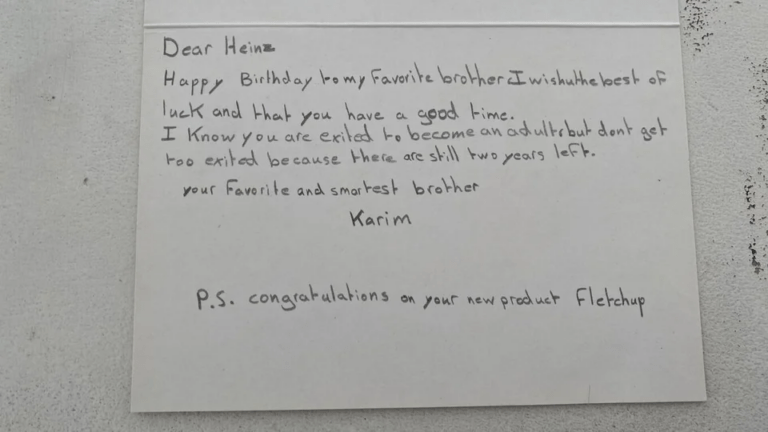 Dear Heinz
Happy Birthday to my Favorite brother I wish u the best of
luck and that you have a good time.
I Know you are exited to become an adults but dont get
too exited because there are still two years left.
your Favorite and smartest brother
Karim
P.S. congratulations on your new product Fletchup